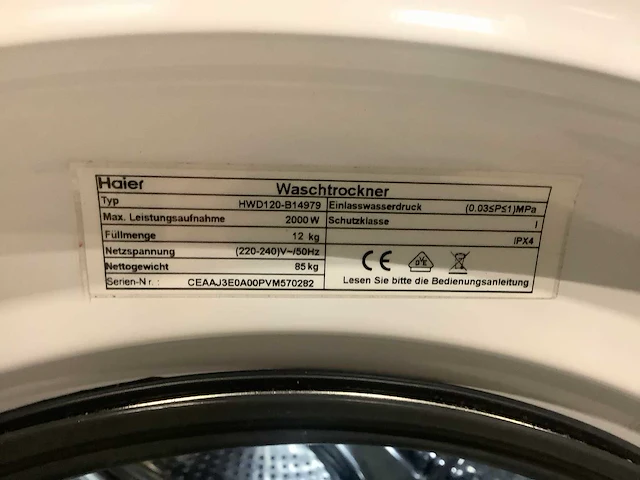 Haier Waschtrockner
Typ HWD120-B14979 Einlasswasserdruck (0.03≤P≤1)MPa
Max. Leistungsaufnahme 2000 W Schutzklasse I
Füllmenge 12 kg IPX4
Netzspannung (220-240)V~/50Hz
Nettogewicht 85 kg CE
Serien-Nr.: CEAAJ3E0A00PVM570282 Lesen Sie bitte die Bedienungsanleitung